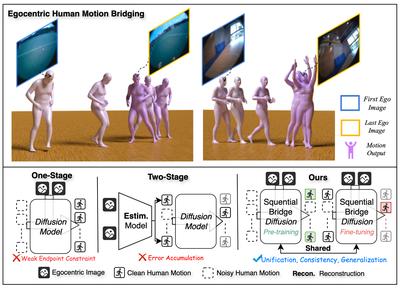 Egocentric Human Motion Bridging
First Ego
Image
Last Ego
Image
Motion
Output
One-Stage
Diffusion
Model
Weak Endpoint Constraint
Two-Stage
Estim.
Model
Diffusion
Model
Error Accumulation
Ours
Squential
Bridge
Diffusion
Pre-training
Squential
Bridge
Diffusion
Fine-tuning
Shared
Unification, Consistency, Generalization
Egocentric Image
Clean Human Motion
Noisy Human Motion
Recon. Reconstruction